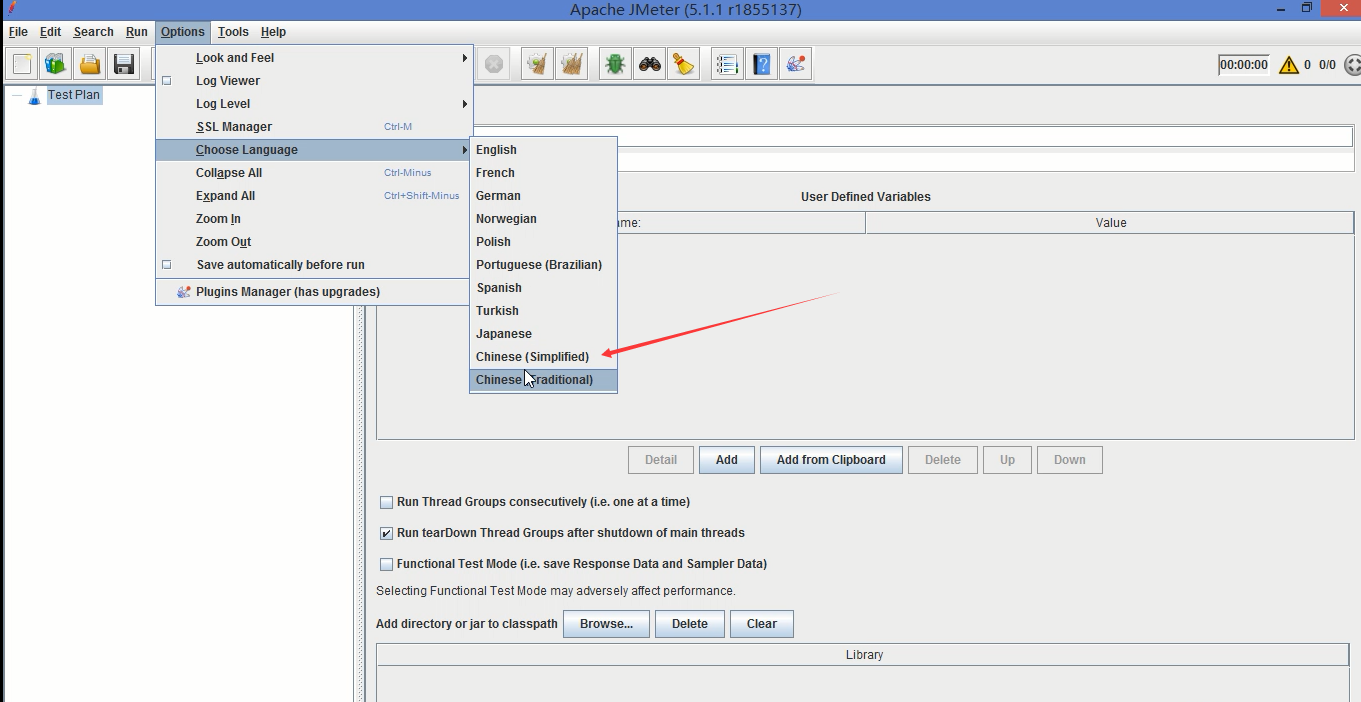 Apache JMeter (5.1.1 r1855137)
File Edit Search Run Options Tools Help
00:00:00 0 0/0
Test Plan
Look and Feel
Log Viewer
Log Level
SSL Manager Ctrl-M
Choose Language
Collapse All Ctrl-Minus
Expand All Ctrl+Shift-Minus
Zoom In
Zoom Out
Save automatically before run
Plugins Manager (has upgrades)
English
French
German
Norwegian
Polish
Portuguese (Brazilian)
Spanish
Turkish
Japanese
Chinese (Simplified)
Chinese
User Defined Variables
Value
Detail Add Add from Clipboard Delete Up Down
Run Thread Groups consecutively (i.e. one at a time)
Run tearDown Thread Groups after shutdown of main threads
Functional Test Mode (i.e. save Response Data and Sampler Data)
Selecting Functional Test Mode may adversely affect performance.
Add directory or jar to classpath Browse... Delete Clear
Library